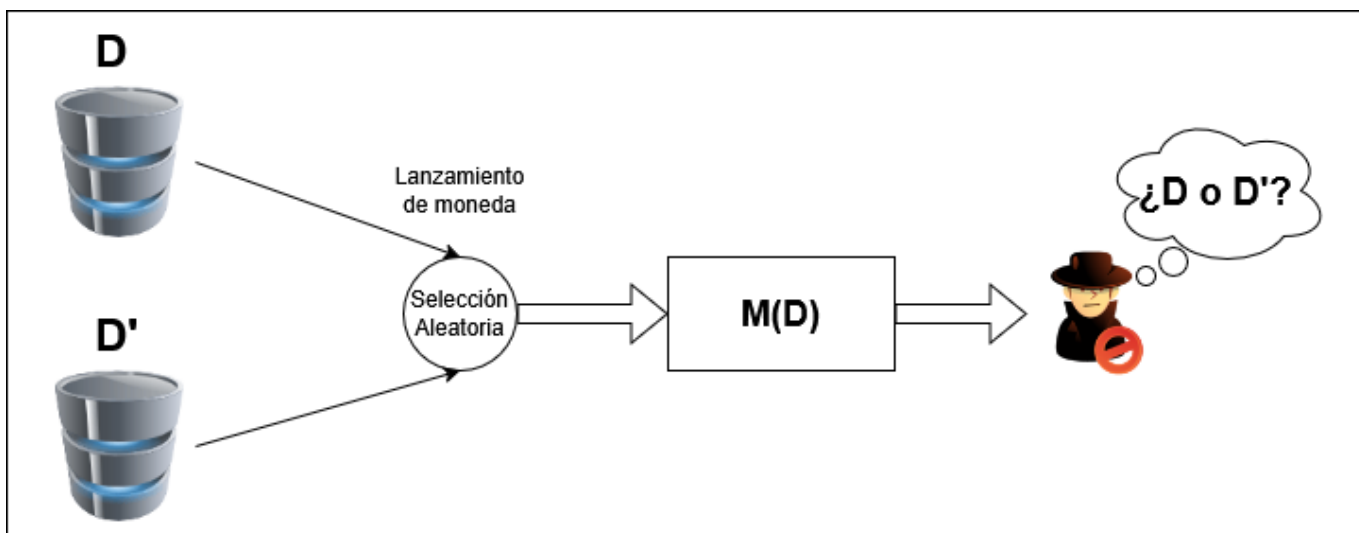 D
Lanzamiento
de moneda
¿D o D'?
Selección
Aleatoria
M(D)
D'